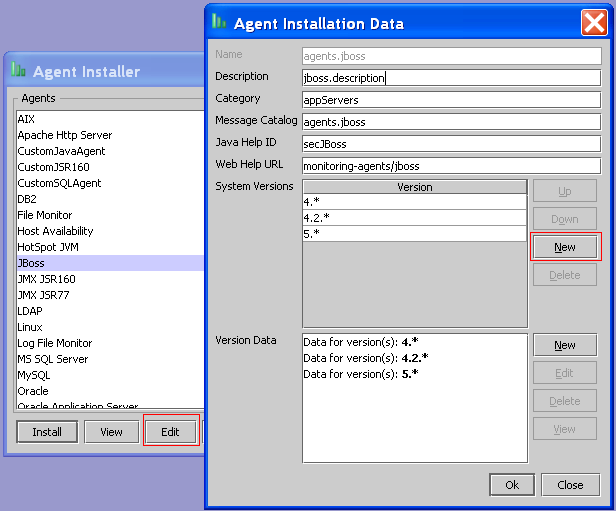 Agent Installer
Agents
AIX
Apache Http Server
CustomJavaAgent
CustomJSR160
CustomSQLAgent
DB2
File Monitor
Host Availability
HotSpot JVM
JBoss
JMX JSR160
JMX JSR77
LDAP
Linux
Log File Monitor
MS SQL Server
MySQL
Oracle
Oracle Application Server
Install View Edit
Agent Installation Data
Name agents.jboss
Description jboss.description
Category appServers
Message Catalog agents.jboss
Java Help ID secJBoss
Web Help URL monitoring-agents/jboss
System Versions Version Up
4.*
4.2.* Down
5.*
New
Delete
Version Data Data for version(s): 4.* New
Data for version(s): 4.2.*
Data for version(s): 5.* Edit
Delete
View
Ok Close